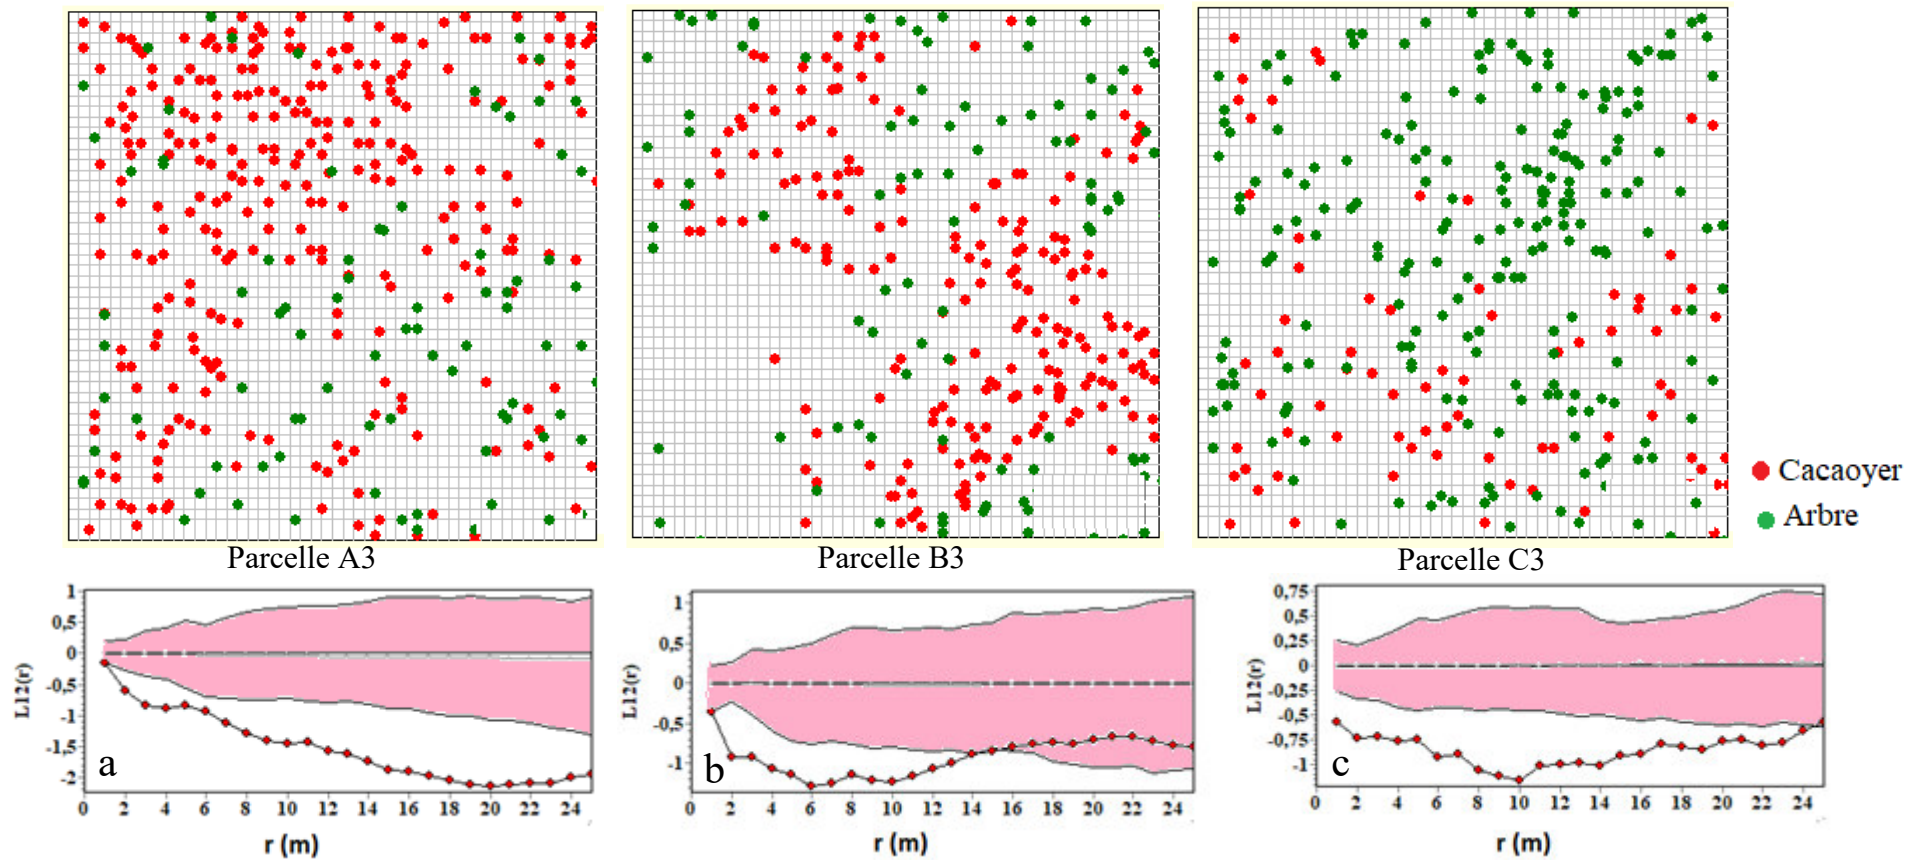 Cacaoyer
Arbre
Parcelle A3
Parcelle B3
Parcelle C3
1
0,5
0
-0,5
-1
-1,5
-2
L12(r)
a
0 2 4 6 8 10 12 14 16 18 20 22 24
r (m)
1
0,5
0
-0,5
-1
L12(r)
b
0 2 4 6 8 10 12 14 16 18 20 22 24
r (m)
0,75
0,5
0,25
0
-0,25
-0,5
-0,75
-1
L12(r)
c
0 2 4 6 8 10 12 14 16 18 20 22 24
r (m)